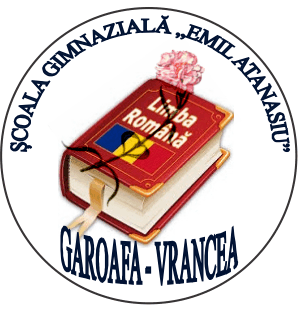 ŞCOALA GIMNAZIALĂ „EMIL ATANASIU”
Limba
Română
GAROAFA - VRANCEA